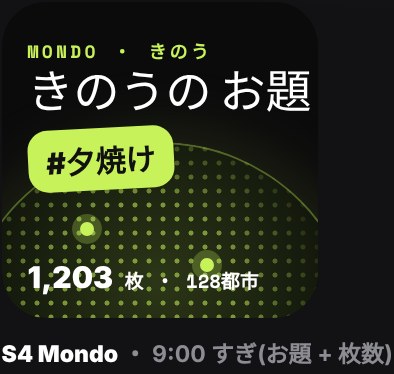 MONDO ・ きのう
きのうの お題
#夕焼け
1,203 枚 ・ 128都市
S4 Mondo ・ 9:00 すぎ(お題 + 枚数)